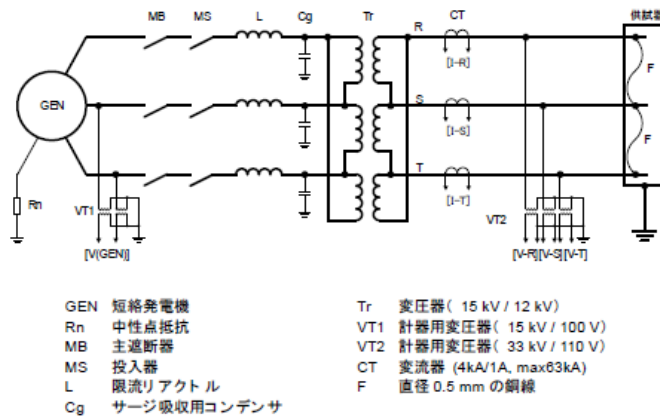 MB MS L Cg Tr R CT 供試器
[I-R]
F
GEN
S
[I-S]
F
T
Rn
VT1
[I-T]
VT2
[V(GEN)]
[V-R][V-S][V-T]
GEN 短絡発電機
Rn 中性点抵抗
MB 主遮断器
MS 投入器
L 限流リアクトル
Cg サージ吸収用コンデンサ
Tr 変圧器( 15 kV / 12 kV)
VT1 計器用変圧器( 15 kV / 100 V)
VT2 計器用変圧器( 33 kV / 110 V)
CT 変流器 (4kA/1A, max63kA)
F 直径 0.5 mm の銅線